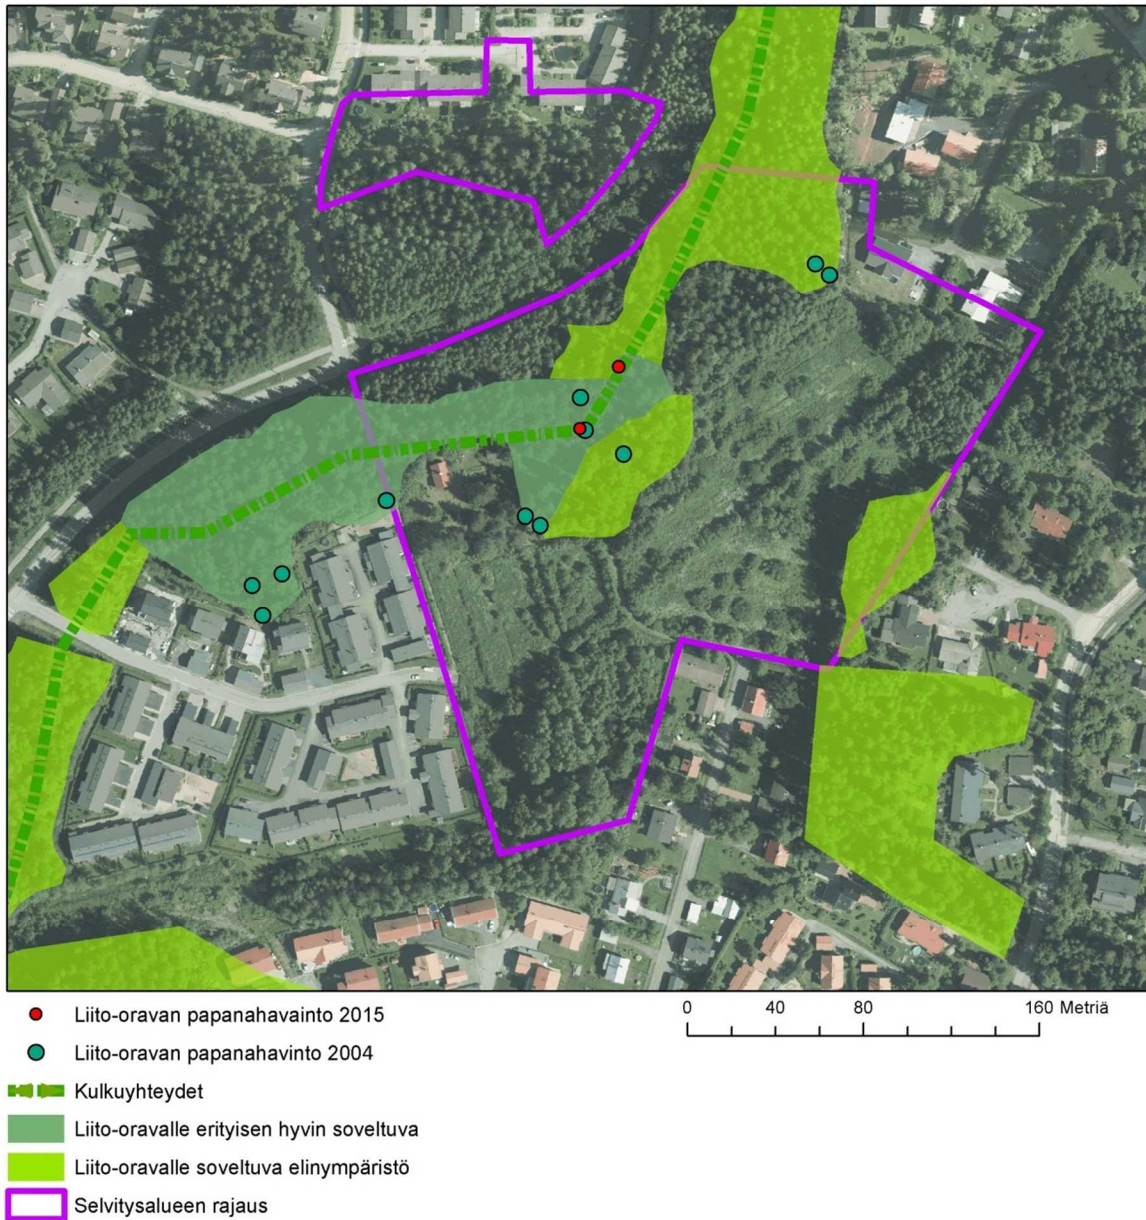 Liito-oravan papanahavainto 2015
Liito-oravan papanahavinto 2004
Kulkuyhteydet
Liito-oravalle erityisen hyvin soveltuva
Liito-oravalle soveltuva elinympäristö
Selvitysalueen rajaus
0 40 80 160 Metriä